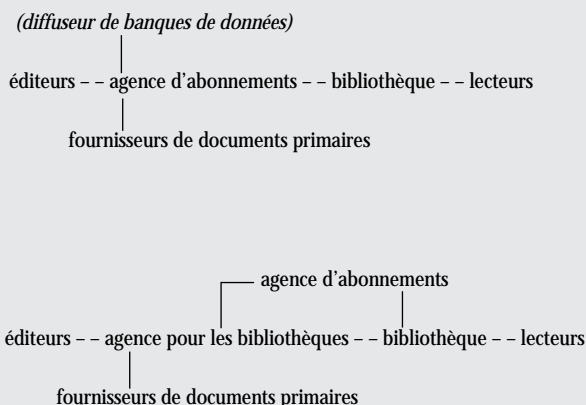 (diffuseur de banques de données)
éditeurs – – agence d’abonnements – – bibliothèque – – lecteurs
fournisseurs de documents primaires
agence d’abonnements
éditeurs – – agence pour les bibliothèques – – bibliothèque – – lecteurs
fournisseurs de documents primaires